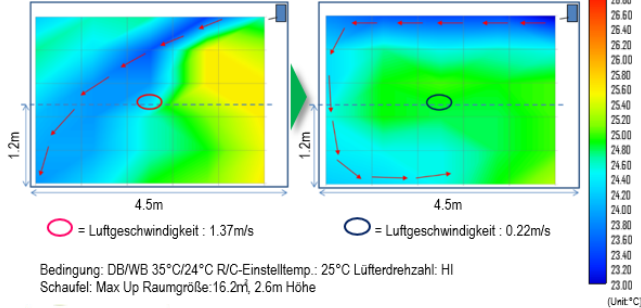 26.60
26.40
26.20
26.00
25.80
25.60
25.40
25.20
25.00
24.80
24.60
24.40
24.20
24.00
23.80
23.60
23.40
23.20
23.00
(Unit:°C)
1.2m
1.2m
4.5m
4.5m
= Luftgeschwindigkeit : 1.37m/s
= Luftgeschwindigkeit : 0.22m/s
Bedingung: DB/WB 35°C/24°C R/C-Einstelltemp.: 25°C Lüfterdrehzahl: HI
Schaufel: Max Up Raumgröße:16.2㎡, 2.6m Höhe